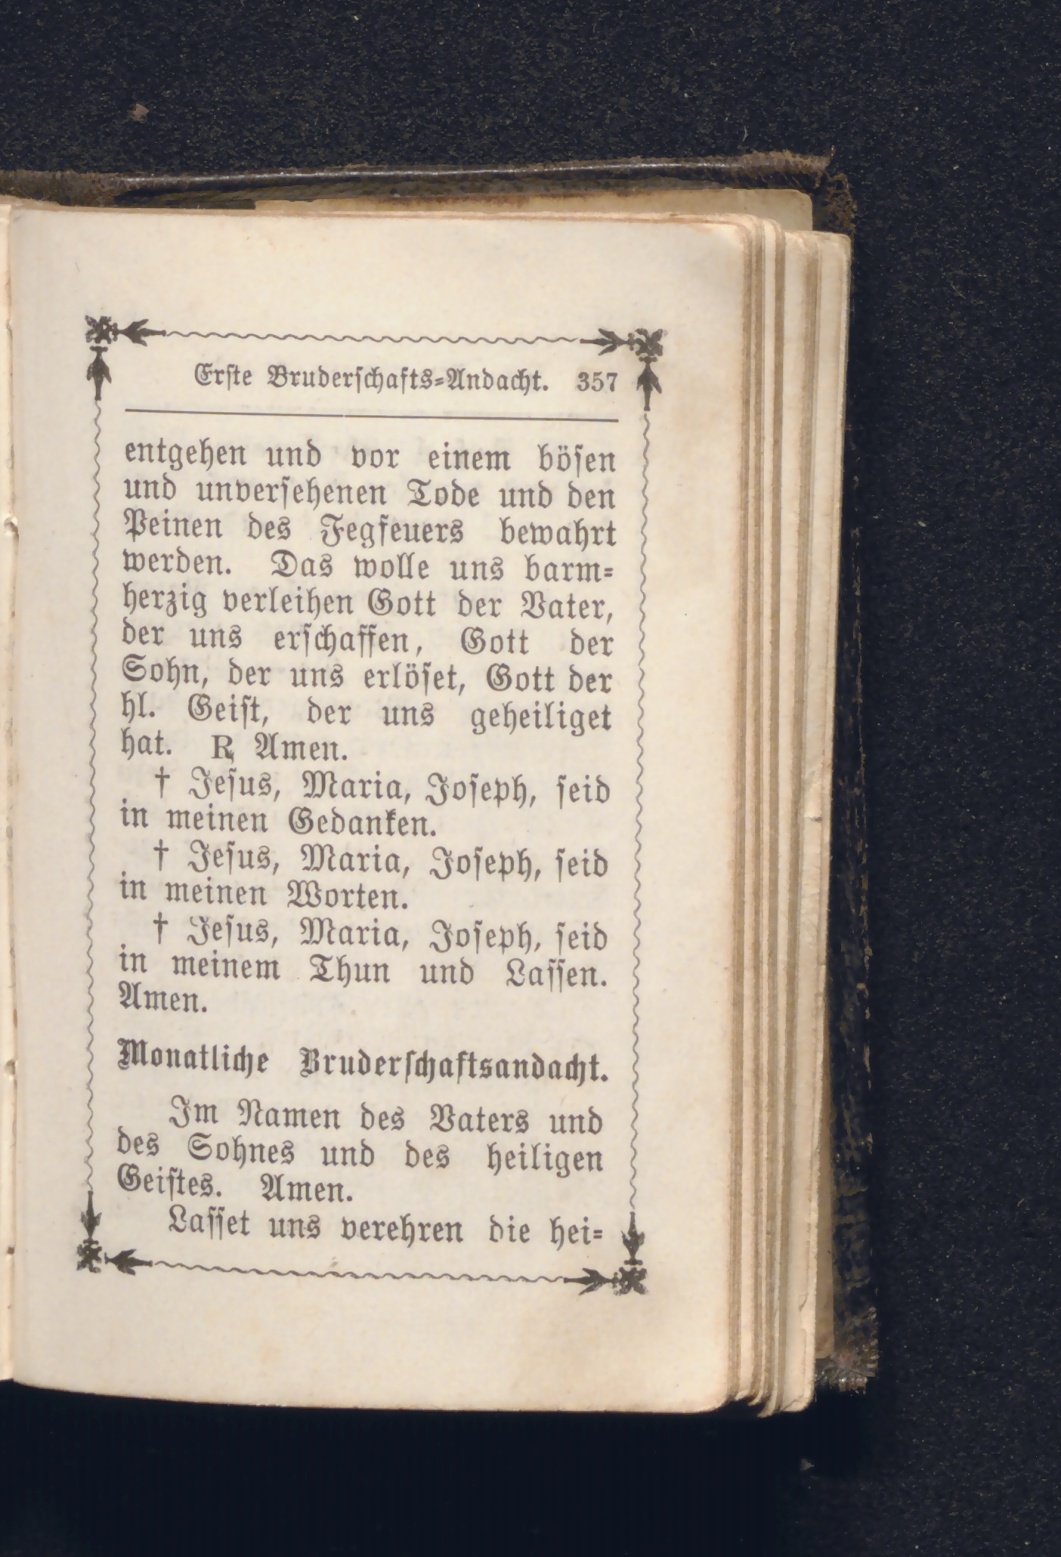 Erste Bruderschafts-Andacht. 357
entgehen und vor einem bösen
und unversehenen Tode und den
Peinen des Fegfeuers bewahrt
werden. Das wolle uns barm-
herzig verleihen Gott der Vater,
der uns erschaffen, Gott der
Sohn, der uns erlöset, Gott der
hl. Geist, der uns geheiliget
hat. ℟ Amen.
† Jesus, Maria, Joseph, seid
in meinen Gedanken.
† Jesus, Maria, Joseph, seid
in meinen Worten.
† Jesus, Maria, Joseph, seid
in meinem Thun und Lassen.
Amen.
Monatliche Bruderschaftsandacht.
Im Namen des Vaters und
des Sohnes und des heiligen
Geistes. Amen.
Lasset uns verehren die hei-